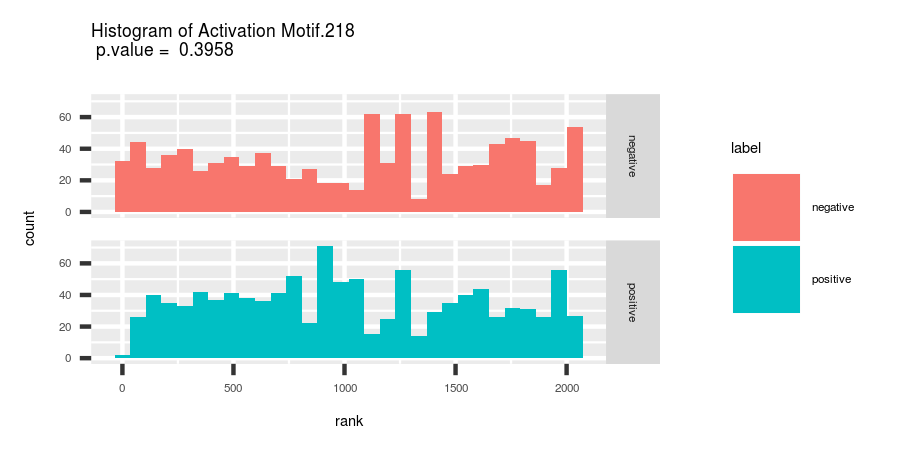 Histogram of Activation Motif.218
p.value = 0.3958
count
60
40
20
0
negative
60
40
20
0
positive
0 500 1000 1500 2000
rank
label
negative
positive